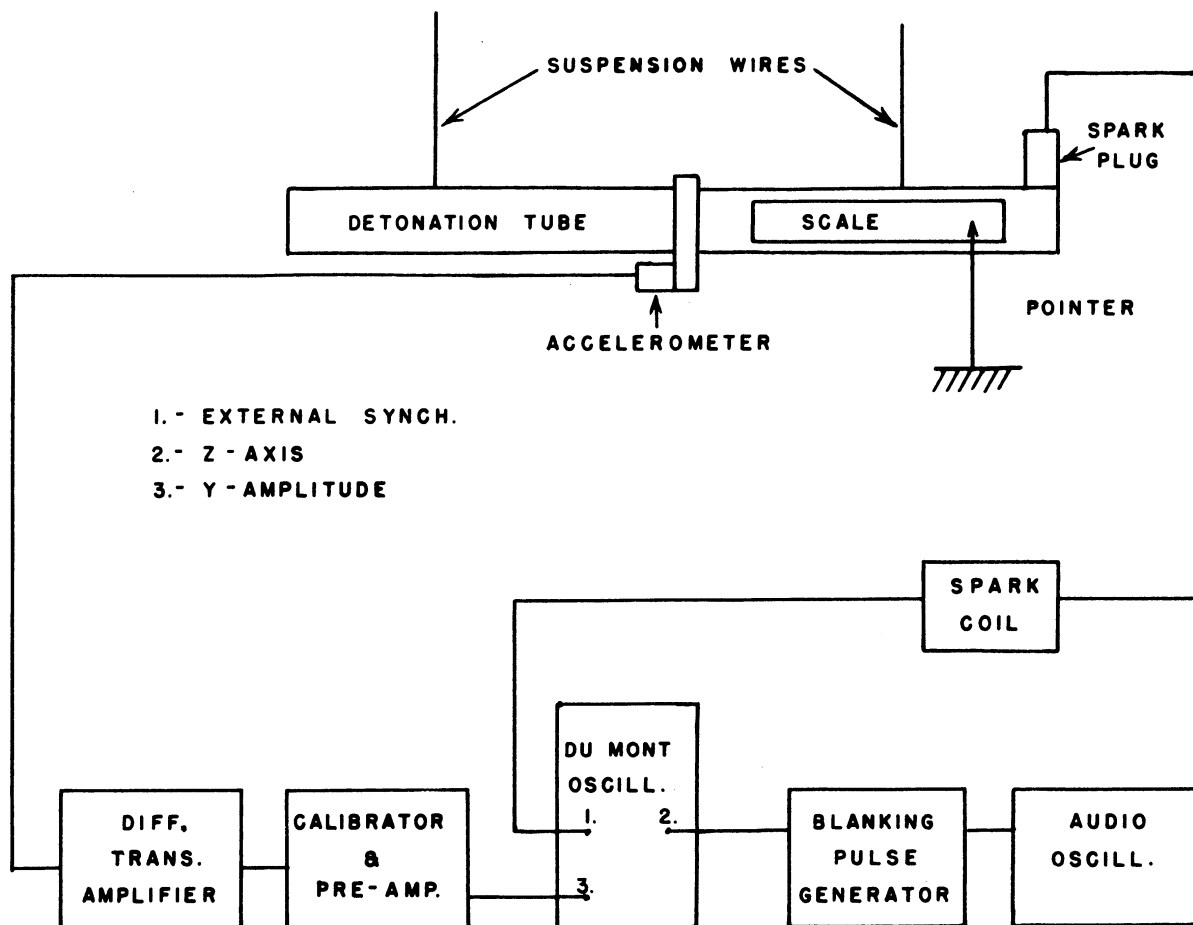 SUSPENSION WIRES
SPARK
PLUG
DETONATION TUBE
SCALE
POINTER
ACCELEROMETER
1.- EXTERNAL SYNCH.
2.- Z-AXIS
3.- Y-AMPLITUDE
SPARK
COIL
DU MONT
OSCILL.
1.
2.
3.
DIFF.
TRANS.
AMPLIFIER
CALIBRATOR
&
PRE-AMP.
BLANKING
PULSE
GENERATOR
AUDIO
OSCILL.